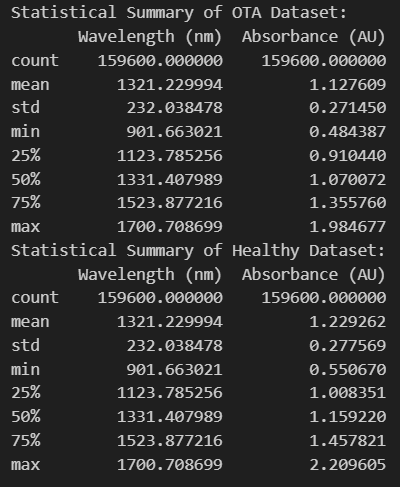 Statistical Summary of OTA Dataset:
Wavelength (nm) Absorbance (AU)
count 159600.000000 159600.000000
mean 1321.229994 1.127609
std 232.038478 0.271450
min 901.663021 0.484387
25% 1123.785256 0.910440
50% 1331.407989 1.070072
75% 1523.877216 1.355760
max 1700.708699 1.984677
Statistical Summary of Healthy Dataset:
Wavelength (nm) Absorbance (AU)
count 159600.000000 159600.000000
mean 1321.229994 1.229262
std 232.038478 0.277569
min 901.663021 0.550670
25% 1123.785256 1.008351
50% 1331.407989 1.159220
75% 1523.877216 1.457821
max 1700.708699 2.209605